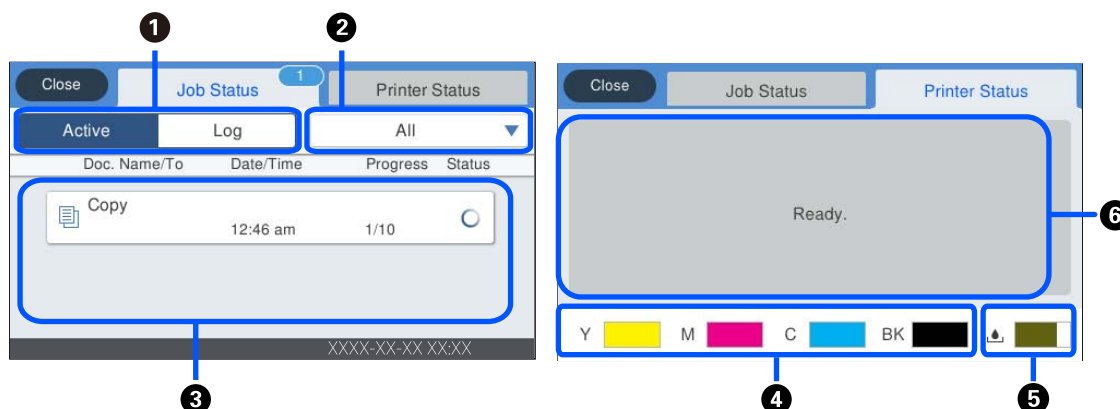 1 2
Close Job Status 1 Printer Status
Active Log All
Doc. Name/To Date/Time Progress Status
Copy
12:46 am 1/10
XXXX-XX-XX XX:XX
3
Close Job Status Printer Status
Ready.
6
Y M C BK
4 5